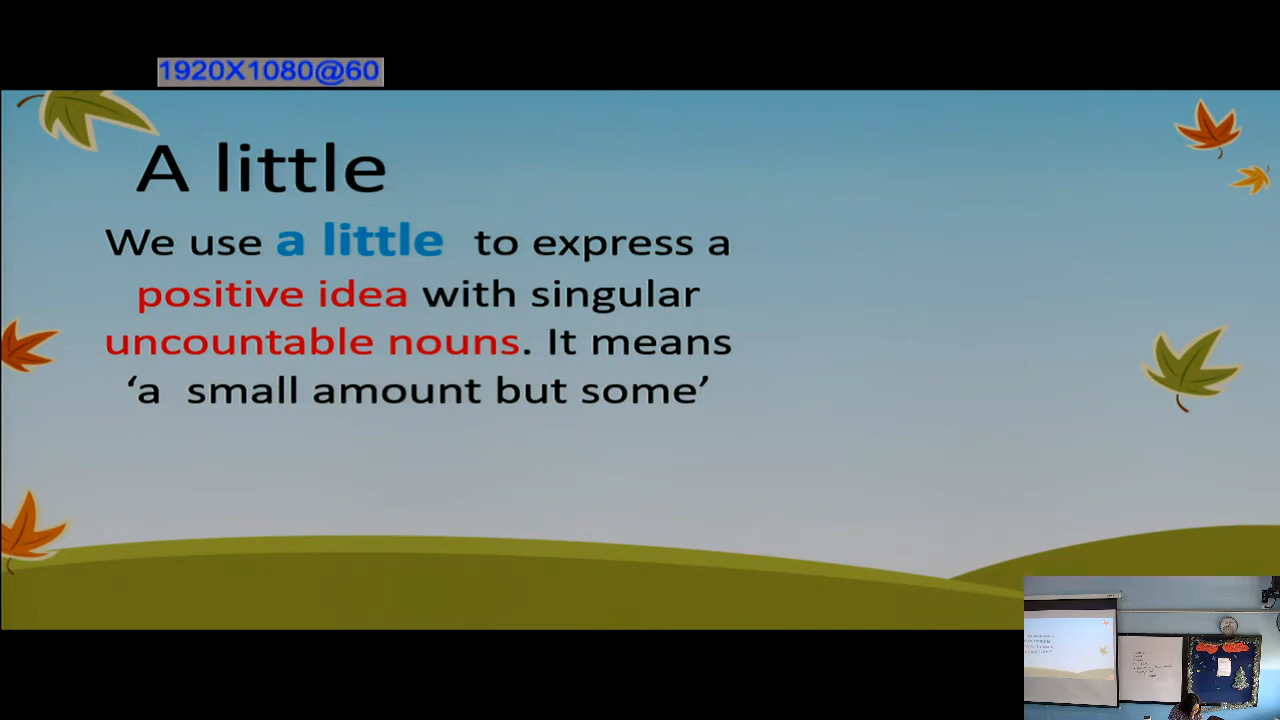 1920X1080@60
A little
We use a little to express a
positive idea with singular
uncountable nouns. It means
‘a small amount but some’